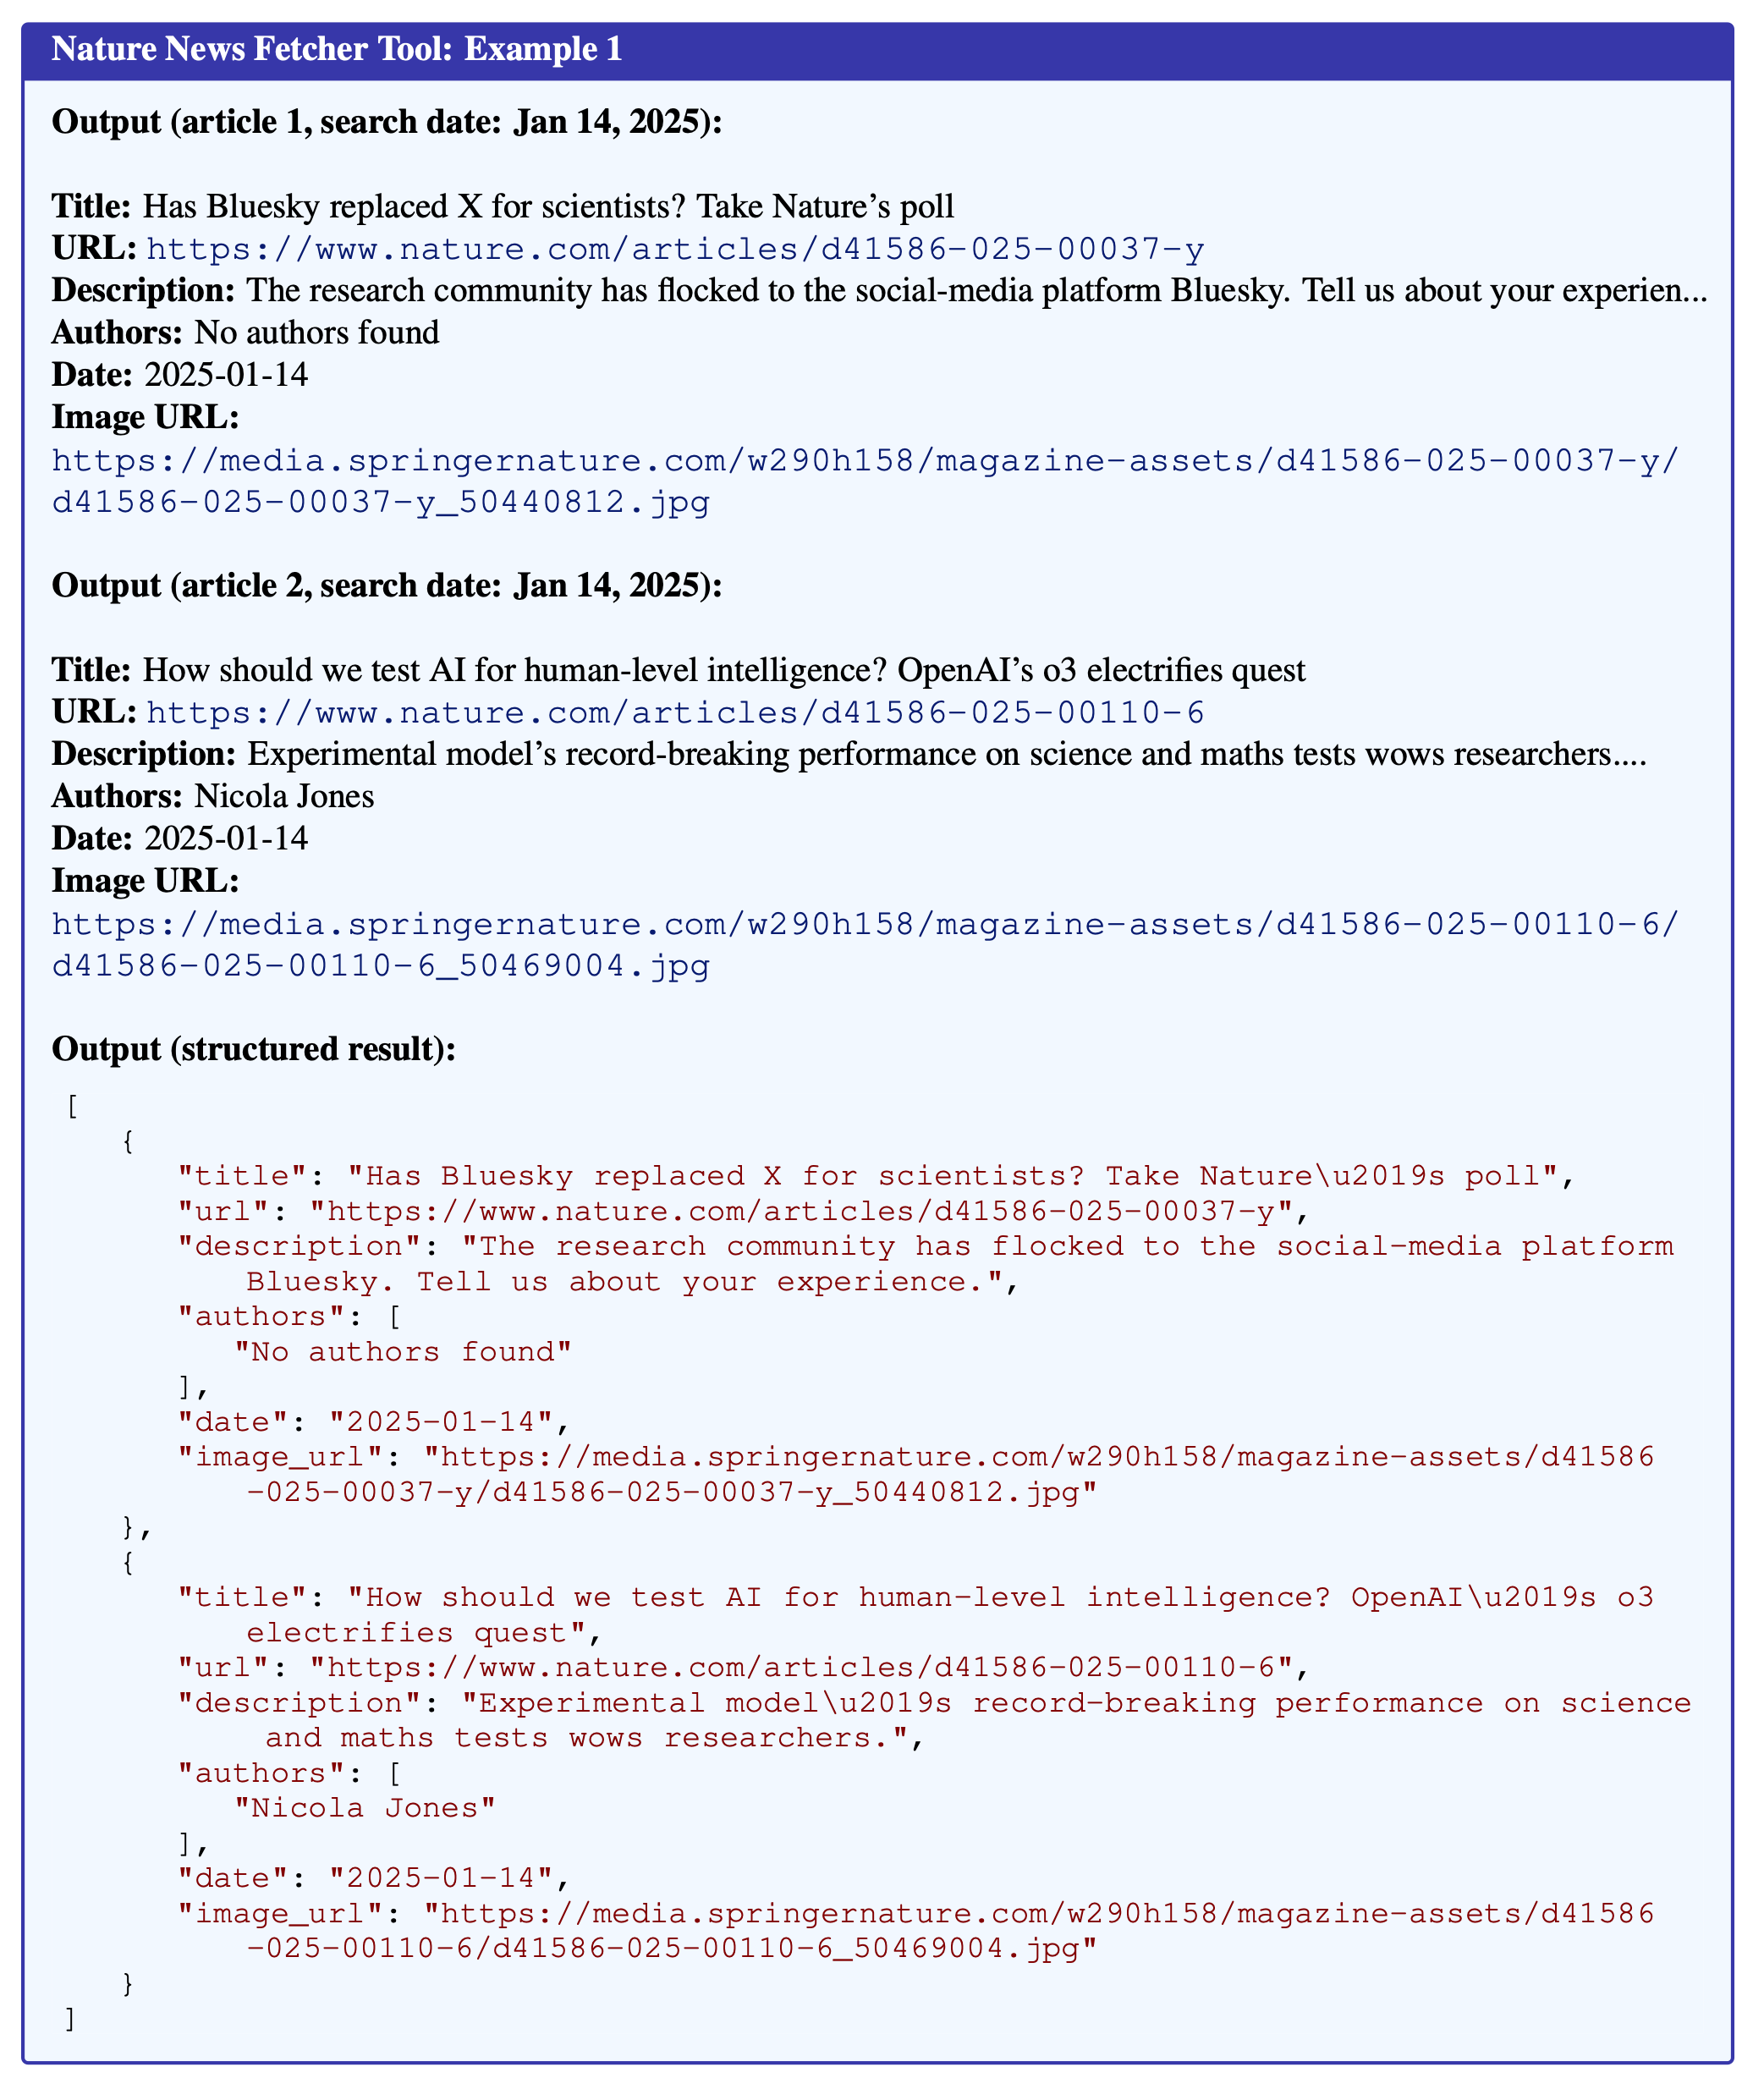 Nature News Fetcher Tool: Example 1
Output (article 1, search date: Jan 14, 2025):
Title: Has Bluesky replaced X for scientists? Take Nature’s poll
URL: https://www.nature.com/articles/d41586-025-00037-y
Description: The research community has flocked to the social-media platform Bluesky. Tell us about your experien...
Authors: No authors found
Date: 2025-01-14
Image URL:
https://media.springernature.com/w290h158/magazine-assets/d41586-025-00037-y/
d41586-025-00037-y_50440812.jpg
Output (article 2, search date: Jan 14, 2025):
Title: How should we test AI for human-level intelligence? OpenAI’s o3 electrifies quest
URL: https://www.nature.com/articles/d41586-025-00110-6
Description: Experimental model’s record-breaking performance on science and maths tests wows researchers....
Authors: Nicola Jones
Date: 2025-01-14
Image URL:
https://media.springernature.com/w290h158/magazine-assets/d41586-025-00110-6/
d41586-025-00110-6_50469004.jpg
Output (structured result):
[
{
"title": "Has Bluesky replaced X for scientists? Take Nature\u2019s poll",
"url": "https://www.nature.com/articles/d41586-025-00037-y",
"description": "The research community has flocked to the social-media platform
Bluesky. Tell us about your experience.",
"authors": [
"No authors found"
],
"date": "2025-01-14",
"image_url": "https://media.springernature.com/w290h158/magazine-assets/d41586
-025-00037-y/d41586-025-00037-y_50440812.jpg"
},
{
"title": "How should we test AI for human-level intelligence? OpenAI\u2019s o3
electrifies quest",
"url": "https://www.nature.com/articles/d41586-025-00110-6",
"description": "Experimental model\u2019s record-breaking performance on science
and maths tests wows researchers.",
"authors": [
"Nicola Jones"
],
"date": "2025-01-14",
"image_url": "https://media.springernature.com/w290h158/magazine-assets/d41586
-025-00110-6/d41586-025-00110-6_50469004.jpg"
}
]